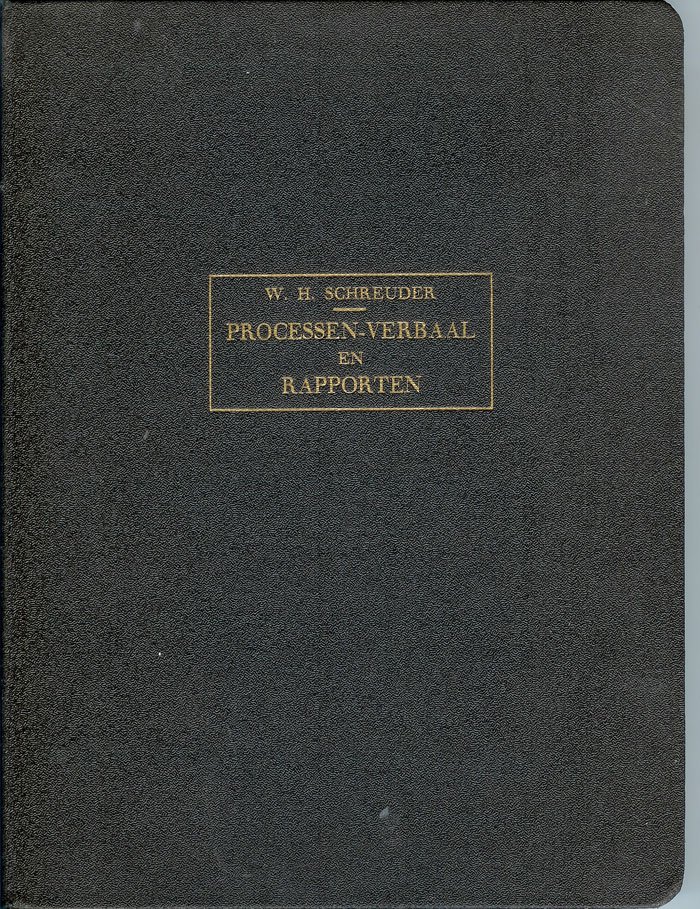 W. H. SCHREUDER
PROCESSEN-VERBAAL
EN
RAPPORTEN